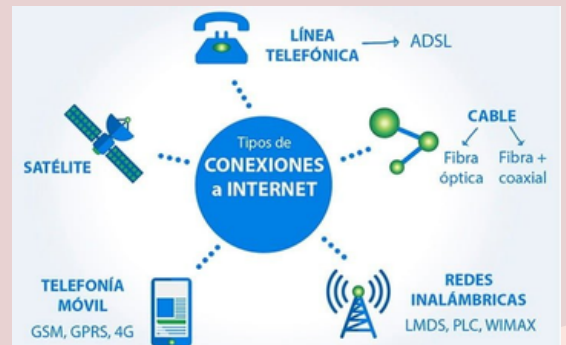 LÍNEA
TELEFÓNICA
ADSL
Tipos de
CONEXIONES
a INTERNET
CABLE
Fibra
óptica
Fibra +
coaxial
SATÉLITE
TELEFONÍA
MÓVIL
GSM, GPRS, 4G
REDES
INALÁMBRICAS
LMDS, PLC, WIMAX